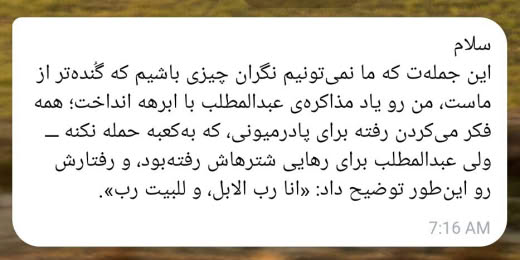 سلام
این جمله‌ت که ما نمی‌تونیم نگران چیزی باشیم که گُنده‌تر از
ماست، من رو یاد مذاکره‌ی عبدالمطلب با ابرهه انداخت؛ همه
فکر می‌کردن رفته برای پادرمیونی، که به‌کعبه حمله نکنه ــ
ولی عبدالمطلب برای رهایی شترهاش رفته‌بود، و رفتارش
رو این‌طور توضیح داد: «انا رب الابل، و للبیت رب».
7:16 AM